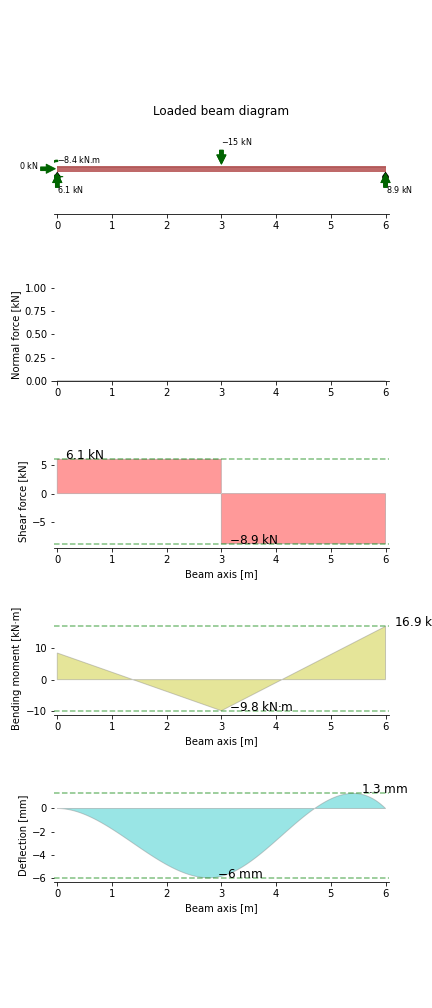 Loaded beam diagram
−15 kN
−8.4 kN.m
0 kN
6.1 kN
8.9 kN
0 1 2 3 4 5 6
Normal force [kN]
1.00
0.75
0.50
0.25
0.00
0 1 2 3 4 5 6
Shear force [kN]
6.1 kN
5
0
−5
−8.9 kN
0 1 2 3 4 5 6
Beam axis [m]
Bending moment [kN·m]
16.9 k
10
0
−10
−9.8 kN·m
0 1 2 3 4 5 6
Beam axis [m]
Deflection [mm]
1.3 mm
0
−2
−4
−6
−6 mm
0 1 2 3 4 5 6
Beam axis [m]